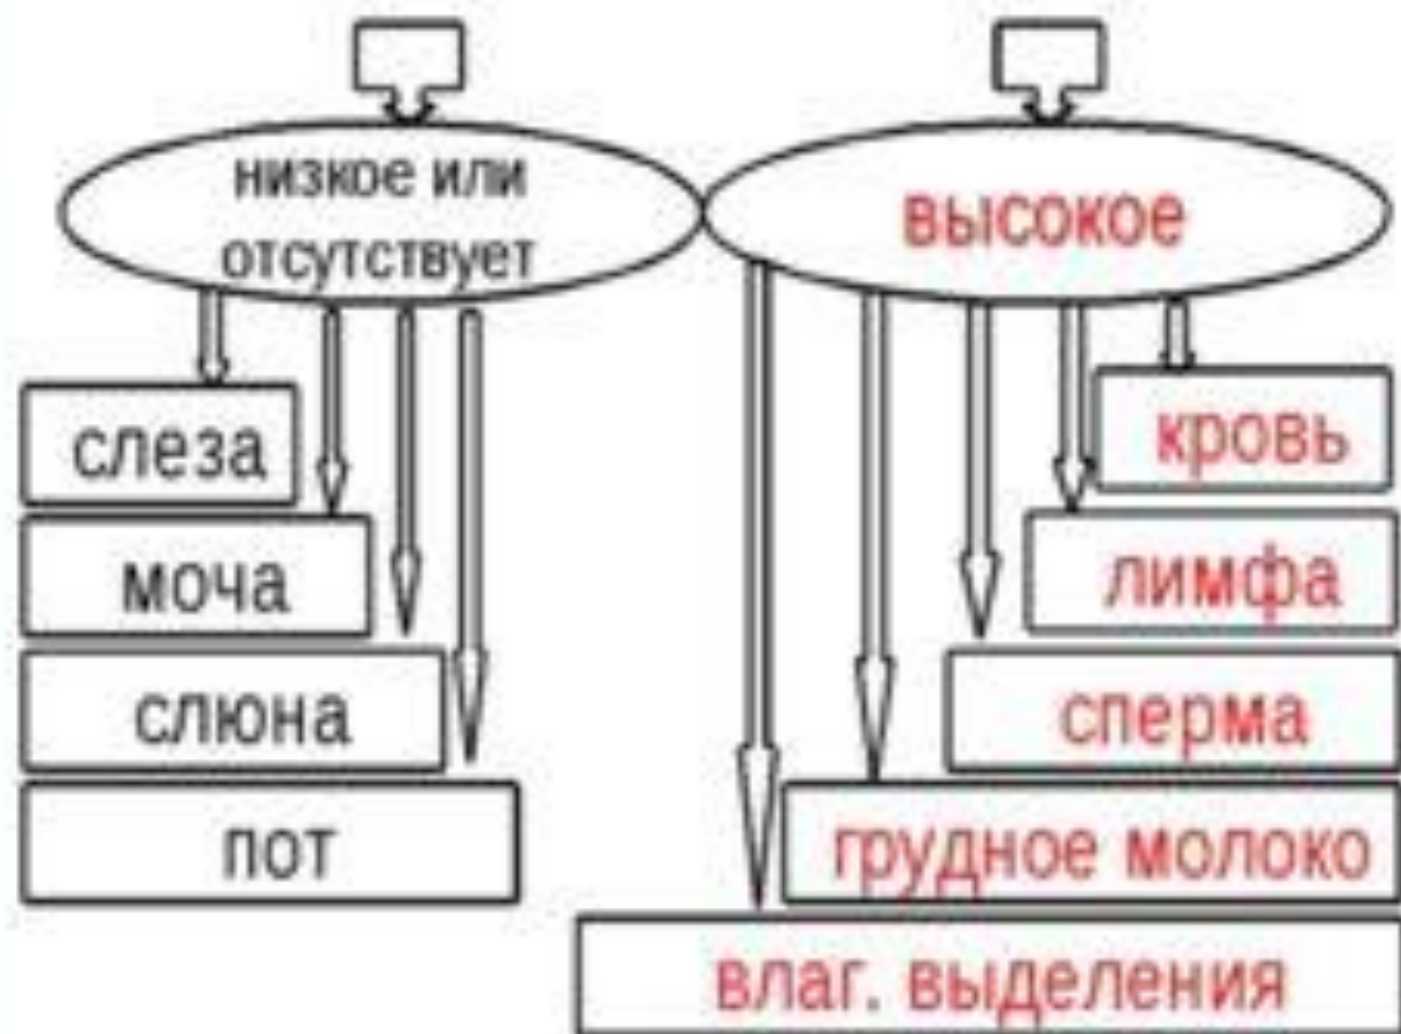 низкое или
отсутствует
высокое
слеза
моча
слюна
пот
кровь
лимфа
сперма
грудное молоко
влаг. выделения